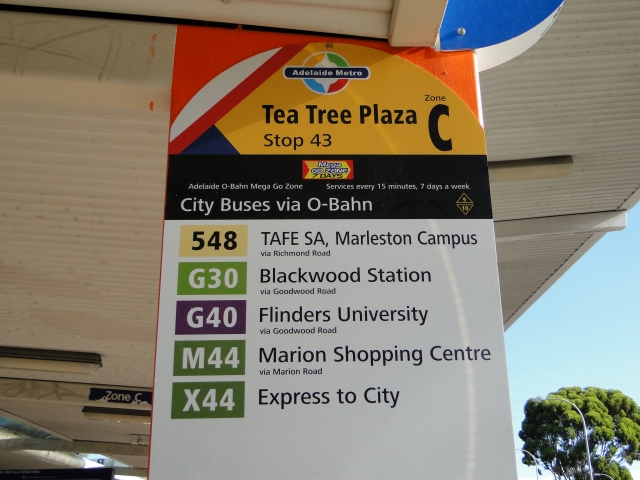 Adelaide Metro
Tea Tree Plaza
Zone
C
Stop 43
Mega
GO ZONE
7 DAYS
Adelaide O-Bahn Mega Go Zone Services every 15 minutes, 7 days a week
City Buses via O-Bahn
548 TAFE SA, Marleston Campus
via Richmond Road
G30 Blackwood Station
via Goodwood Road
G40 Flinders University
via Goodwood Road
M44 Marion Shopping Centre
via Marion Road
X44 Express to City
Zone C